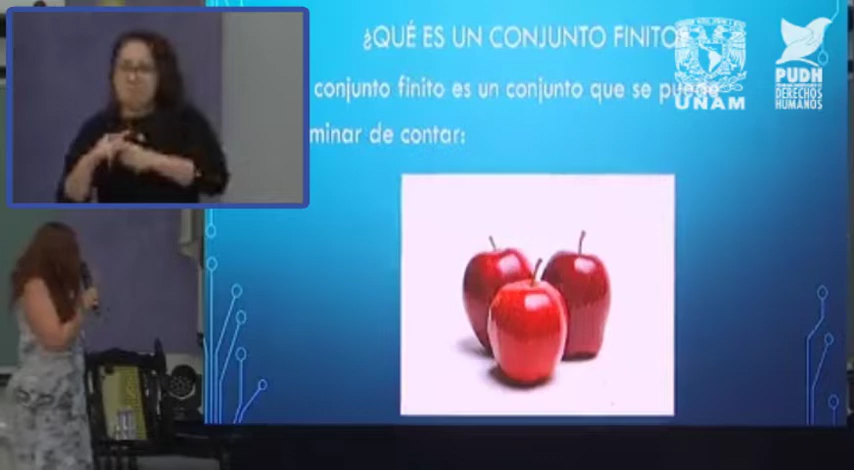 ¿QUÉ ES UN CONJUNTO FINITO?
conjunto finito es un conjunto que se puede
minar de contar:
UNAM
PUDH
DERECHOS
HUMANOS